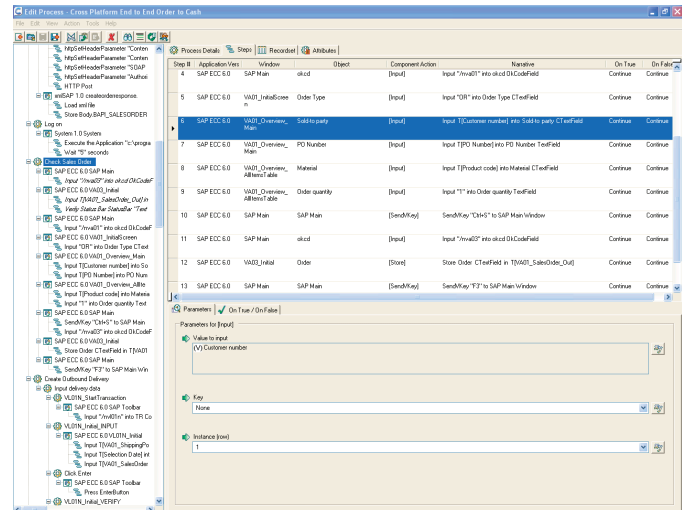 Edit Process - Cross Platform End to End Order to Cash
File Edit View Action Tools Help
httpSetHeaderParameter "Conten
httpSetHeaderParameter "Conten
httpSetHeaderParameter "SOAP
httpSetHeaderParameter "Authori
HTTP Post
xmlSAP 1.0 createorderresponse.
Load xml file
Store Body.BAPI_SALESORDER
Log on
System 1.0 System
Execute the Application "c:\progra
Wait "5" seconds
Check Sales Order
SAP ECC 6.0 SAP Main
Input "/nva03" into okcd OkCodeF
SAP ECC 6.0 VA03_Initial
Input T[VA01_SalesOrder_Out] in
Verify Status Bar StatusBar "Text
SAP ECC 6.0 SAP Main
Input "/nva01" into okcd OkCodeF
SAP ECC 6.0 VA01_InitialScreen
Input "OR" into Order Type CText
SAP ECC 6.0 VA01_Overview_Main
Input T[Customer number] into So
Input T[PO Number] into PO Num
SAP ECC 6.0 VA01_Overview_AllIte
Input T[Product code] into Materia
Input "1" into Order quantity Text
SAP ECC 6.0 SAP Main
SendVKey "Ctrl+S" to SAP Main
Input "/nva03" into okcd OkCodeF
SAP ECC 6.0 VA03_Initial
Store Order CTextField in T[VA01
SAP ECC 6.0 SAP Main
SendVKey "F3" to SAP Main Win
Create Outbound Delivery
Input delivery data
VL01N_StartTransaction
SAP ECC 6.0 SAP Toolbar
Input "/nvl01n" into TR Co
VL01N_Initial_INPUT
SAP ECC 6.0 VL01N_Initial
Input T[VA01_ShippingPo
Input T[Selection Date] int
Input T[VA01_SalesOrder
Click Enter
SAP ECC 6.0 SAP Toolbar
Press EnterButton
VL01N_Initial_VERIFY
Process Details Steps Recordset Attributes
Step # Application Vers Window Object Component Action Narrative On True On False
4 SAP ECC 6.0 SAP Main okcd [Input] Input "/nva01" into okcd OkCodeField Continue Continue
5 SAP ECC 6.0 VA01_InitialScree Order Type [Input] Input "OR" into Order Type CTextField Continue Continue
n
6 SAP ECC 6.0 VA01_Overview_ Sold-to party [Input] Input T[Customer number] into Sold-to party CTextField Continue Continue
Main
7 SAP ECC 6.0 VA01_Overview_ PO Number [Input] Input T[PO Number] into PO Number TextField Continue Continue
Main
8 SAP ECC 6.0 VA01_Overview_ Material [Input] Input T[Product code] into Material CTextField Continue Continue
AllItemsTable
9 SAP ECC 6.0 VA01_Overview_ Order quantity [Input] Input "1" into Order quantity TextField Continue Continue
AllItemsTable
10 SAP ECC 6.0 SAP Main SAP Main [SendVKey] SendVKey "Ctrl+S" to SAP Main Window Continue Continue
11 SAP ECC 6.0 SAP Main okcd [Input] Input "/nva03" into okcd OkCodeField Continue Continue
12 SAP ECC 6.0 VA03_Initial Order [Store] Store Order CTextField in T[VA01_SalesOrder_Out] Continue Continue
13 SAP ECC 6.0 SAP Main SAP Main [SendVKey] SendVKey "F3" to SAP Main Window Continue Continue
Parameters On True / On False
Parameters for [Input]
Value to input
(V) Customer number
Key
None
Instance (row)
1